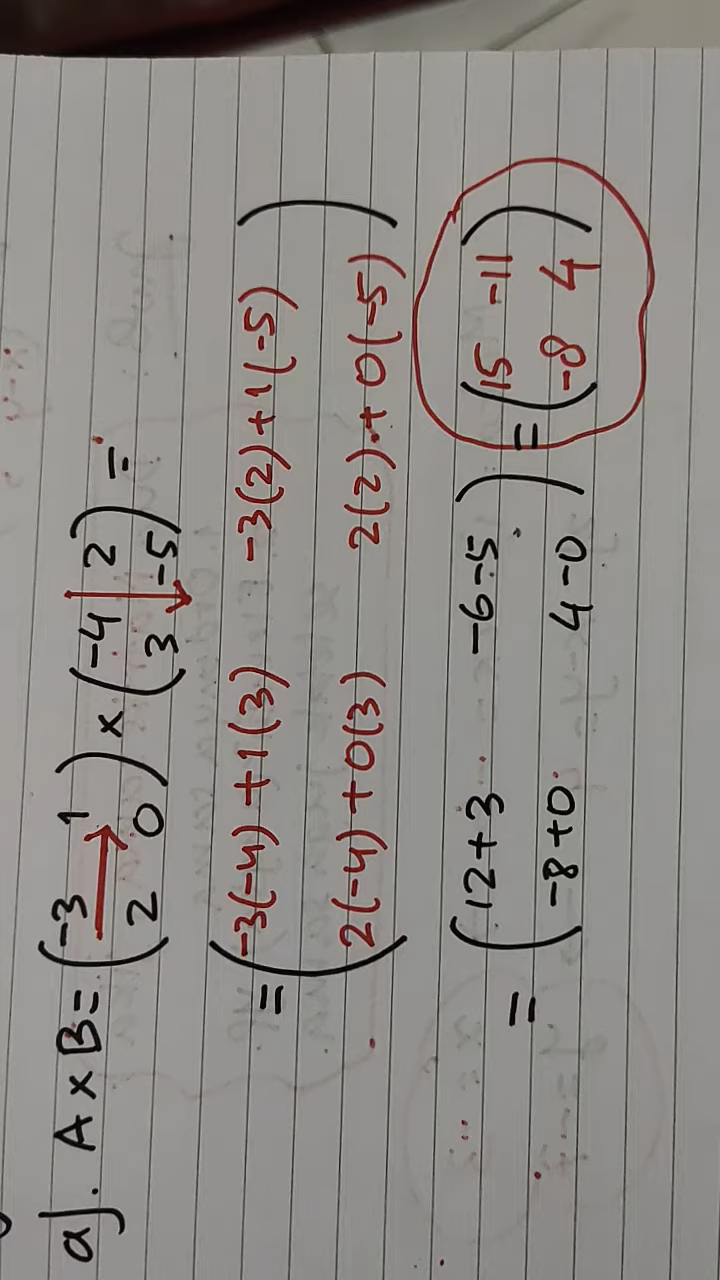 a). A × B = (-3 1) × (-4 2) =
(2 0) (3 -5)
= (-3(-4) + 1(3) -3(2) + 1(-5))
(2(-4) + 0(3) 2(2) + 0(-5))
= (12+3 -6-5) = (15 -11)
(-8+0 4-0) (-8 4)